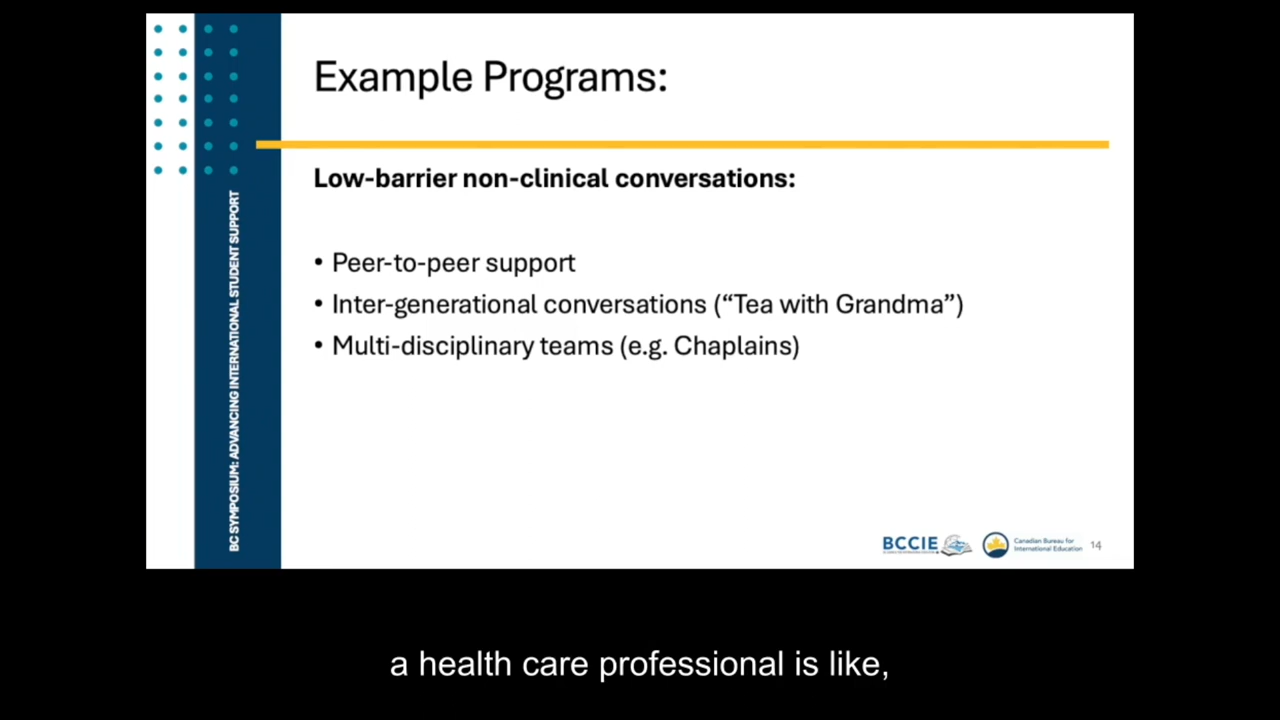 Example Programs:
Low-barrier non-clinical conversations:
• Peer-to-peer support
• Inter-generational conversations (“Tea with Grandma”)
• Multi-disciplinary teams (e.g. Chaplains)
BC SYMPOSIUM: ADVANCING INTERNATIONAL STUDENT SUPPORT
BCCIE
Canadian Bureau for
International Education
14
a health care professional is like,